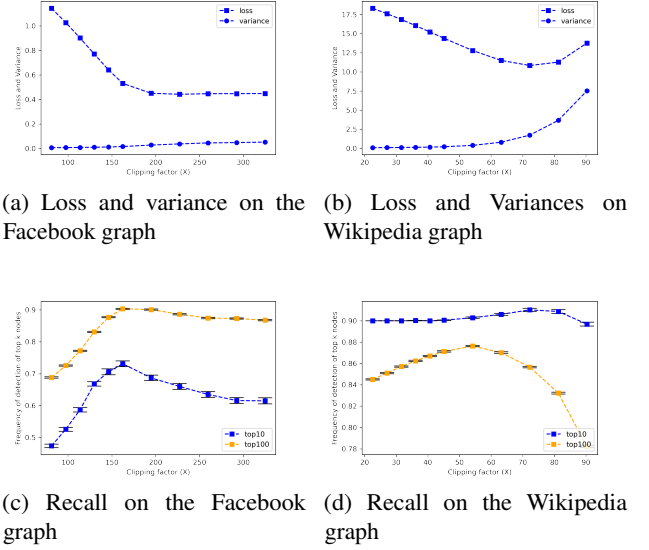 loss
variance
1.0
0.8
0.6
0.4
0.2
0.0
Loss and Variance
100 150 200 250 300
Clipping factor (X)
loss
variance
17.5
15.0
12.5
10.0
7.5
5.0
2.5
0.0
Loss and Variance
20 30 40 50 60 70 80 90
Clipping factor (X)
(a) Loss and variance on the
Facebook graph
(b) Loss and Variances on
Wikipedia graph
0.9
0.8
0.7
0.6
0.5
Frequency of detection of top k nodes
top10
top100
100 150 200 250 300
Clipping factor (X)
0.90
0.88
0.86
0.84
0.82
0.80
0.78
Frequency of detection of top k nodes
top10
top100
20 30 40 50 60 70 80 90
Clipping factor (X)
(c) Recall on the Facebook
graph
(d) Recall on the Wikipedia
graph